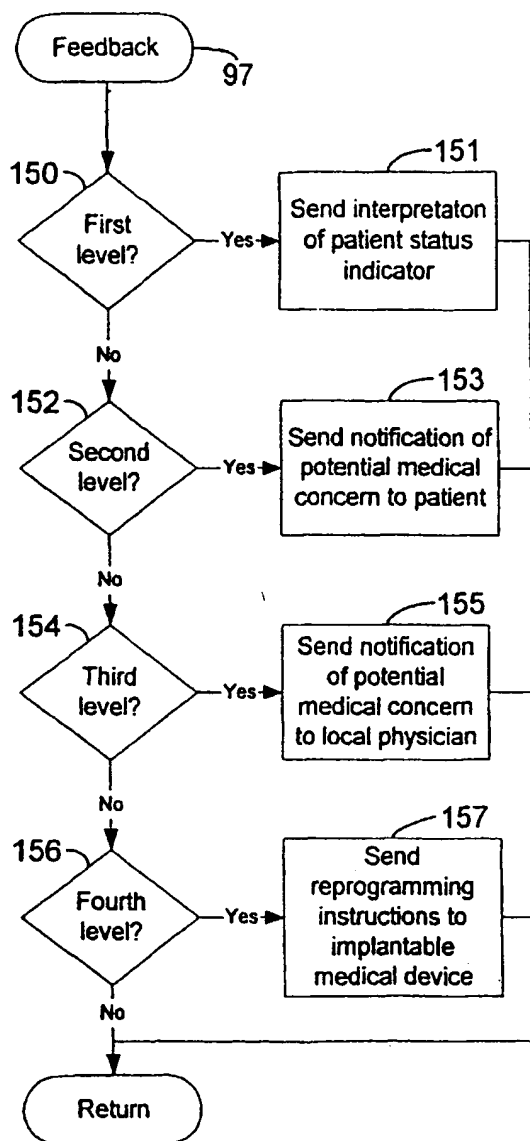 Feedback
97
150
First
level?
Yes
151
Send interpretaton
of patient status
indicator
No
152
Second
level?
Yes
153
Send notification of
potential medical
concern to patient
No
154
Third
level?
Yes
155
Send notification
of potential
medical concern
to local physician
No
156
Fourth
level?
Yes
157
Send
reprogramming
instructions to
implantable
medical device
No
Return